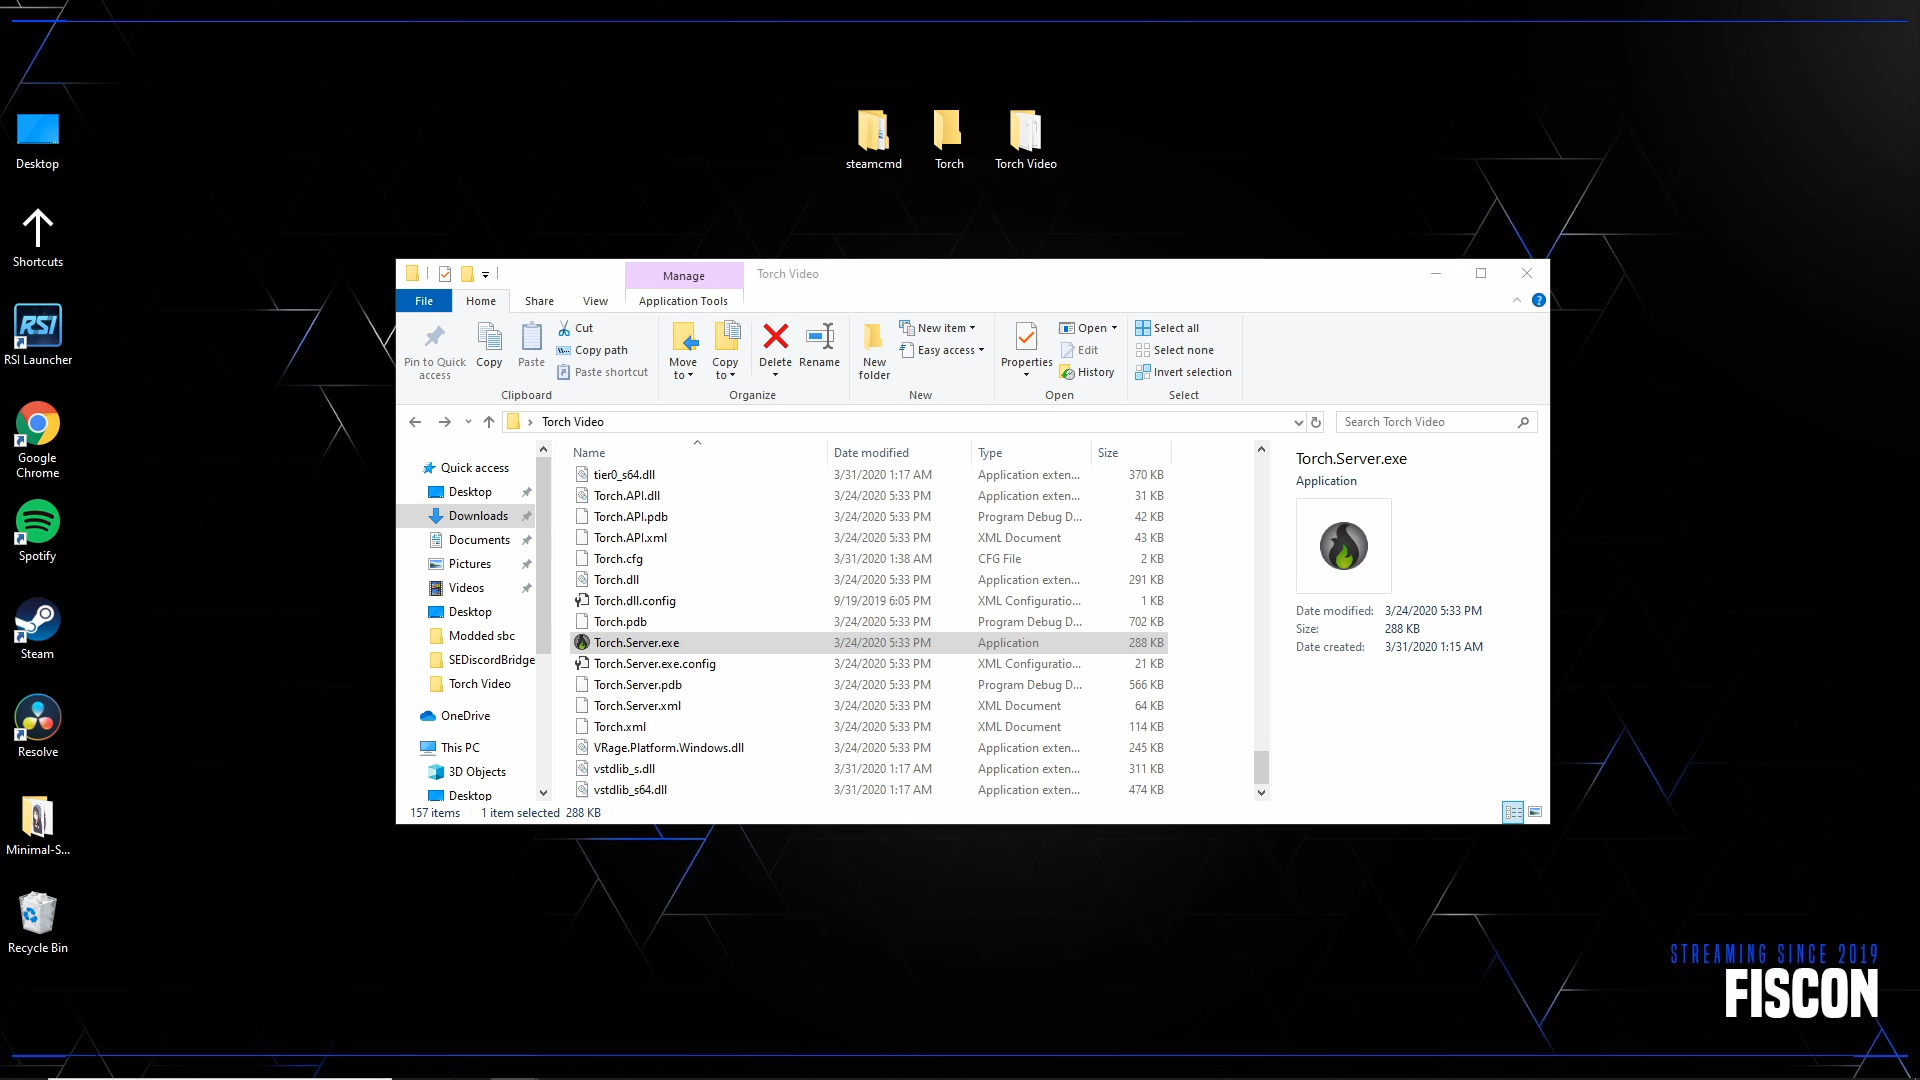 Desktop
Shortcuts
RSI
RSI Launcher
Google
Chrome
Spotify
Steam
Resolve
Minimal-S...
Recycle Bin
steamcmd
Torch
Torch Video
Manage
Torch Video
File
Home
Share
View
Application Tools
Pin to Quick
access
Copy
Paste
Cut
Copy path
Paste shortcut
Clipboard
Move
to
Copy
to
Delete
Rename
Organize
New
folder
New item
Easy access
New
Properties
Open
Edit
History
Open
Select all
Select none
Invert selection
Select
Torch Video
Search Torch Video
Quick access
Desktop
Downloads
Documents
Pictures
Videos
Desktop
Modded sbc
SEDiscordBridge
Torch Video
OneDrive
This PC
3D Objects
Desktop
Name Date modified Type Size
tier0_s64.dll 3/31/2020 1:17 AM Application exten... 370 KB
Torch.API.dll 3/24/2020 5:33 PM Application exten... 31 KB
Torch.API.pdb 3/24/2020 5:33 PM Program Debug D... 42 KB
Torch.API.xml 3/24/2020 5:33 PM XML Document 43 KB
Torch.cfg 3/31/2020 1:38 AM CFG File 2 KB
Torch.dll 3/24/2020 5:33 PM Application exten... 291 KB
Torch.dll.config 9/19/2019 6:05 PM XML Configuratio... 1 KB
Torch.pdb 3/24/2020 5:33 PM Program Debug D... 702 KB
Torch.Server.exe 3/24/2020 5:33 PM Application 288 KB
Torch.Server.exe.config 3/24/2020 5:33 PM XML Configuratio... 21 KB
Torch.Server.pdb 3/24/2020 5:33 PM Program Debug D... 566 KB
Torch.Server.xml 3/24/2020 5:33 PM XML Document 64 KB
Torch.xml 3/24/2020 5:33 PM XML Document 114 KB
VRage.Platform.Windows.dll 3/24/2020 5:33 PM Application exten... 245 KB
vstdlib_s.dll 3/31/2020 1:17 AM Application exten... 311 KB
vstdlib_s64.dll 3/31/2020 1:17 AM Application exten... 474 KB
Torch.Server.exe
Application
Date modified: 3/24/2020 5:33 PM
Size: 288 KB
Date created: 3/31/2020 1:15 AM
157 items 1 item selected 288 KB
STREAMING SINCE 2019
FISCON